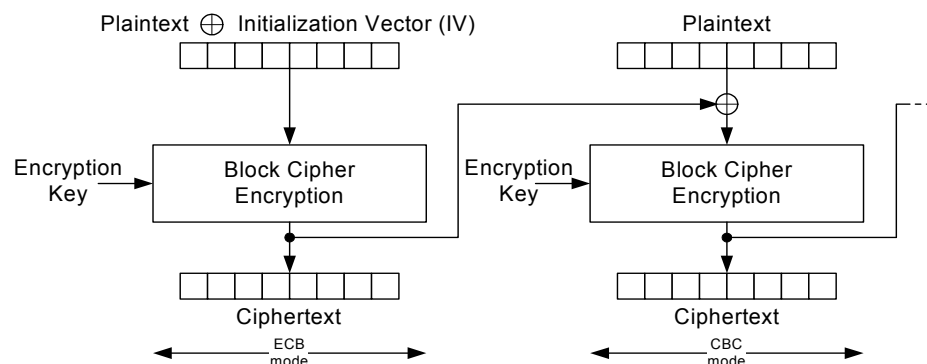 Plaintext ⊕ Initialization Vector (IV)
Plaintext
Encryption
Key
Block Cipher
Encryption
Encryption
Key
Block Cipher
Encryption
Ciphertext
Ciphertext
ECB
mode
CBC
mode